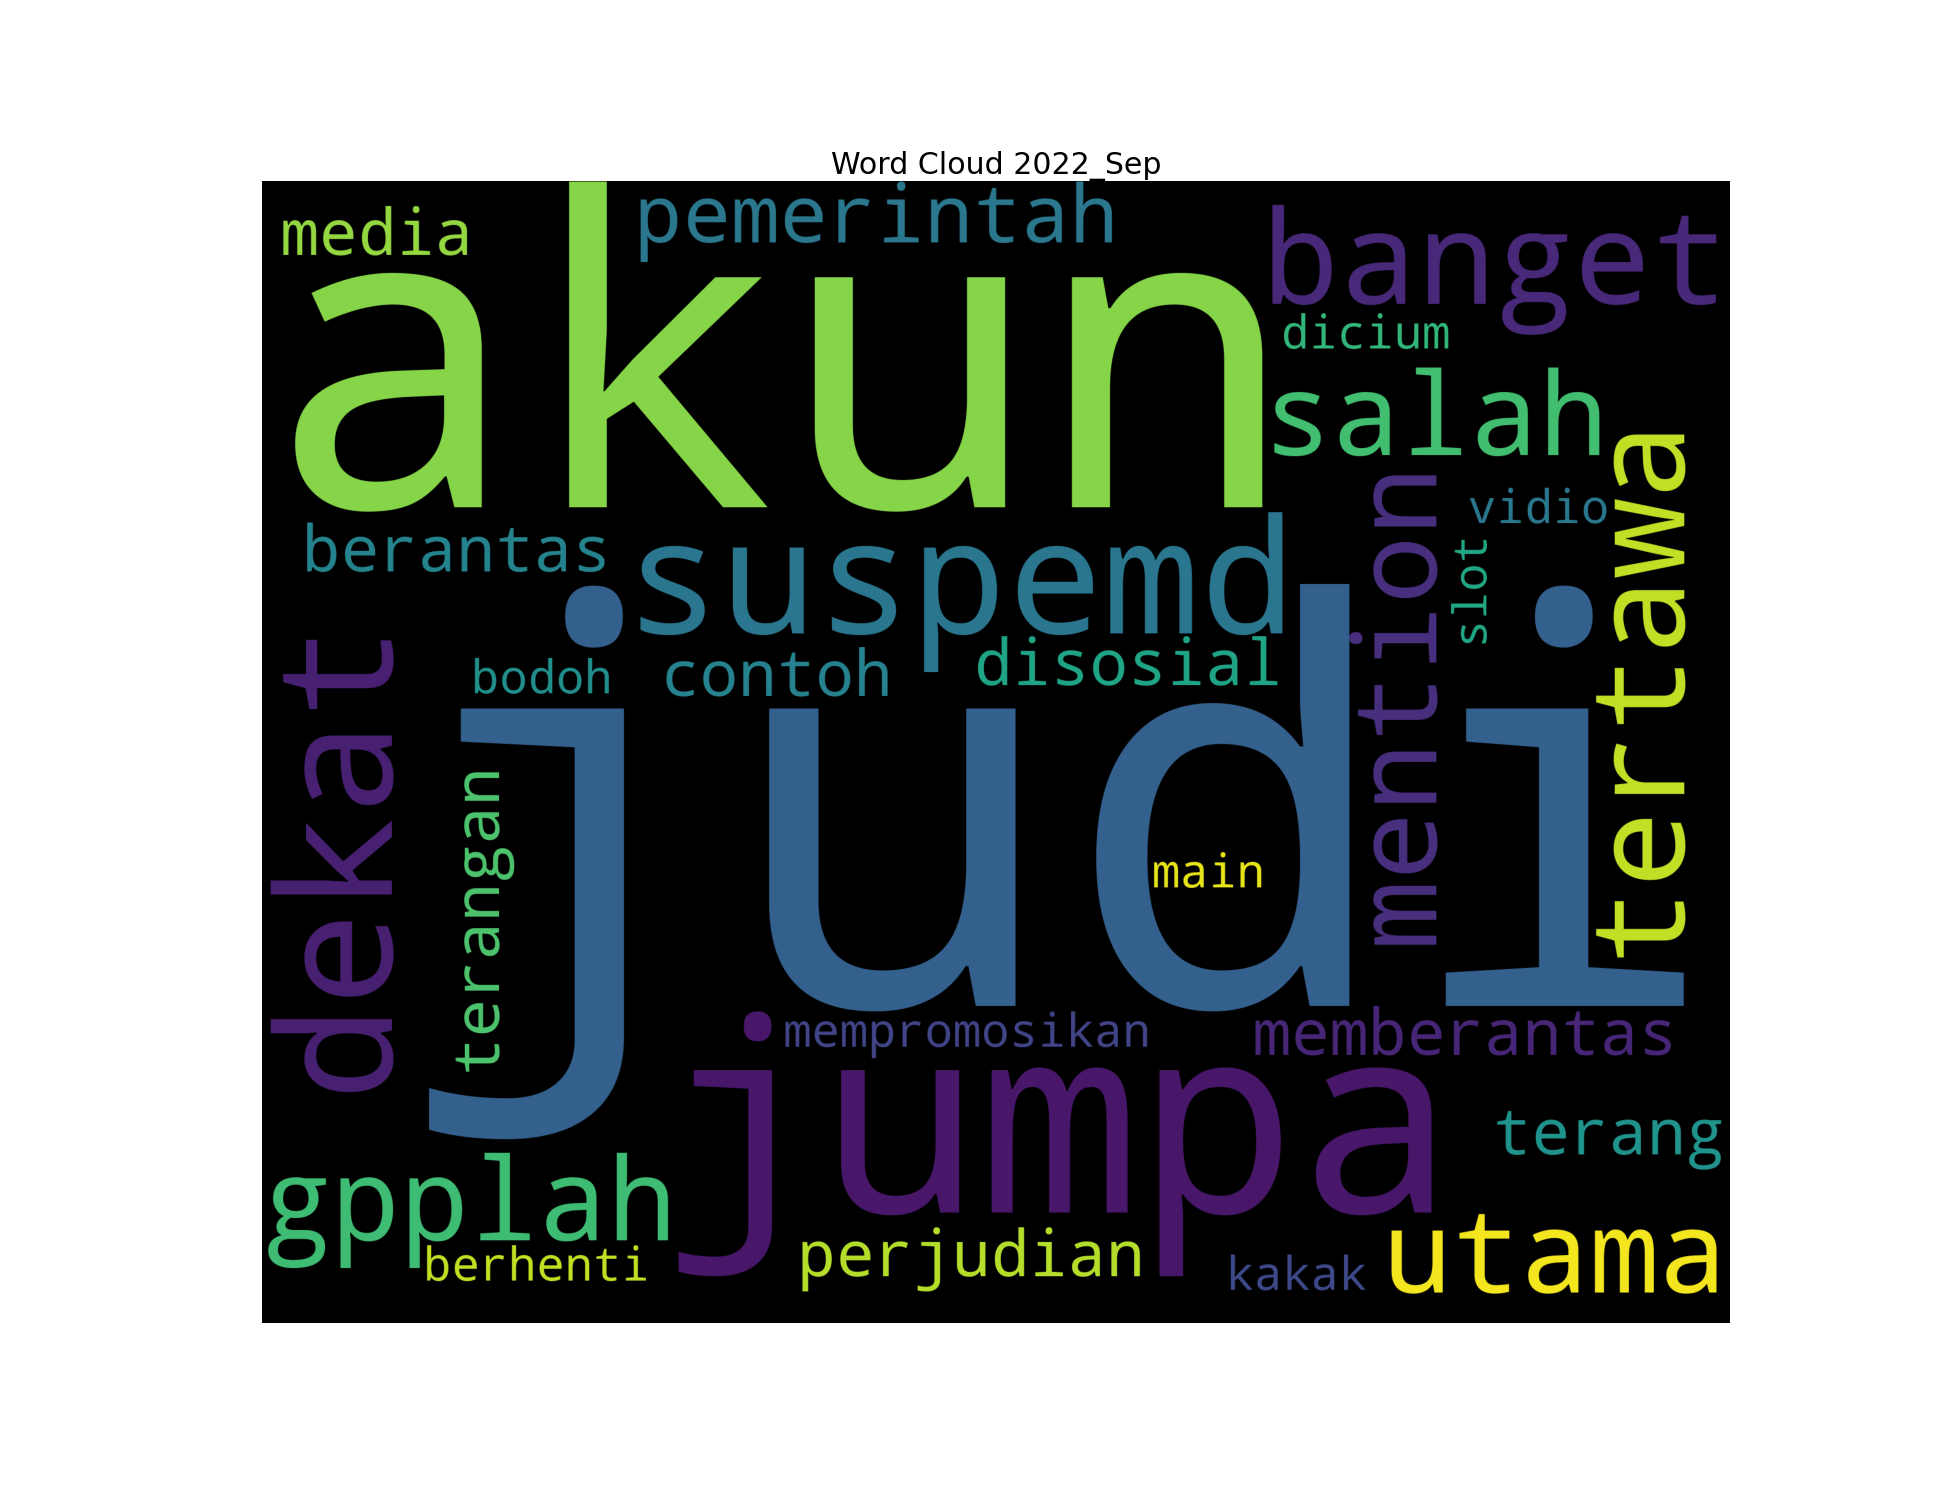 Word Cloud 2022_Sep
media
akun
pemerintah
banget
dicium
salah
tertawa
mention
vidio
slot
berantas
suspemd
disosial
contoh
bodoh
dekat
judi
terangan
main
mempromosikan
memberantas
jumpa
terang
gpplah
berhenti
perjudian
kakak
utama